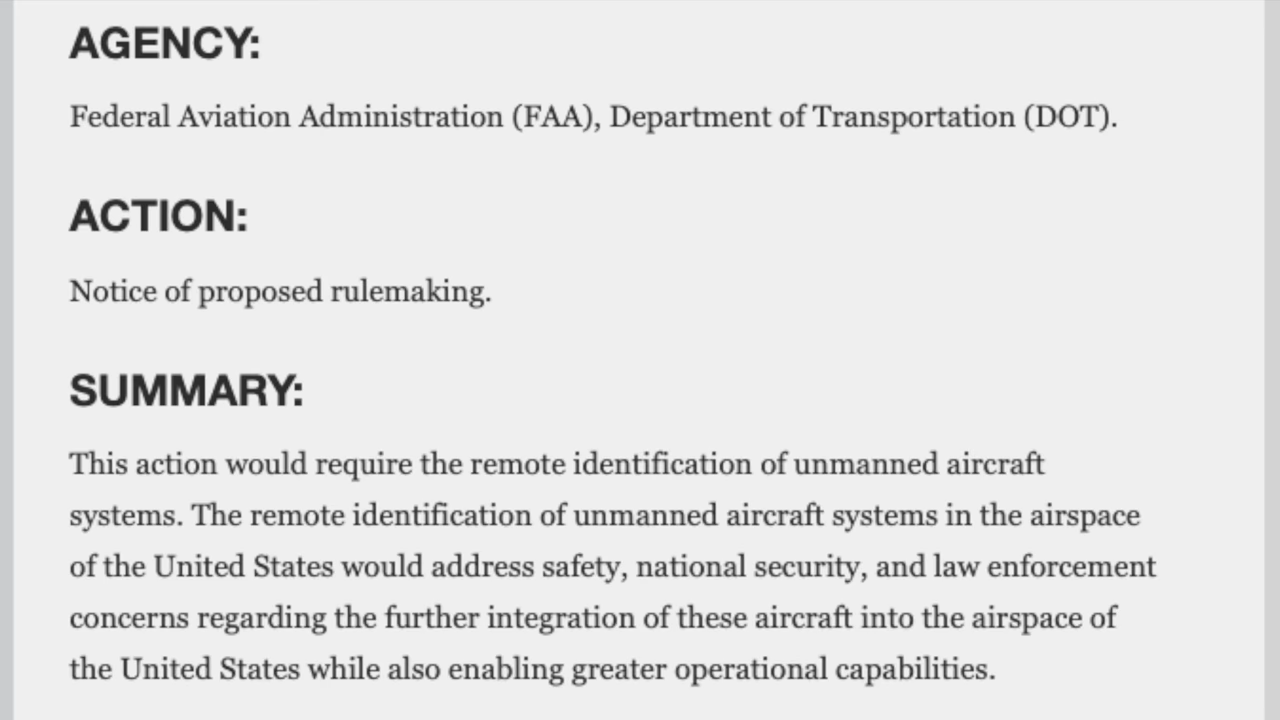 AGENCY:
Federal Aviation Administration (FAA), Department of Transportation (DOT).
ACTION:
Notice of proposed rulemaking.
SUMMARY:
This action would require the remote identification of unmanned aircraft
systems. The remote identification of unmanned aircraft systems in the airspace
of the United States would address safety, national security, and law enforcement
concerns regarding the further integration of these aircraft into the airspace of
the United States while also enabling greater operational capabilities.